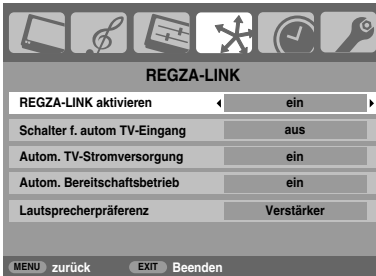 REGZA-LINK
REGZA-LINK aktivieren ein
Schalter f. autom TV-Eingang aus
Autom. TV-Stromversorgung ein
Autom. Bereitschaftsbetrieb ein
Lautsprecherpräferenz Verstärker
MENU zurück EXIT Beenden